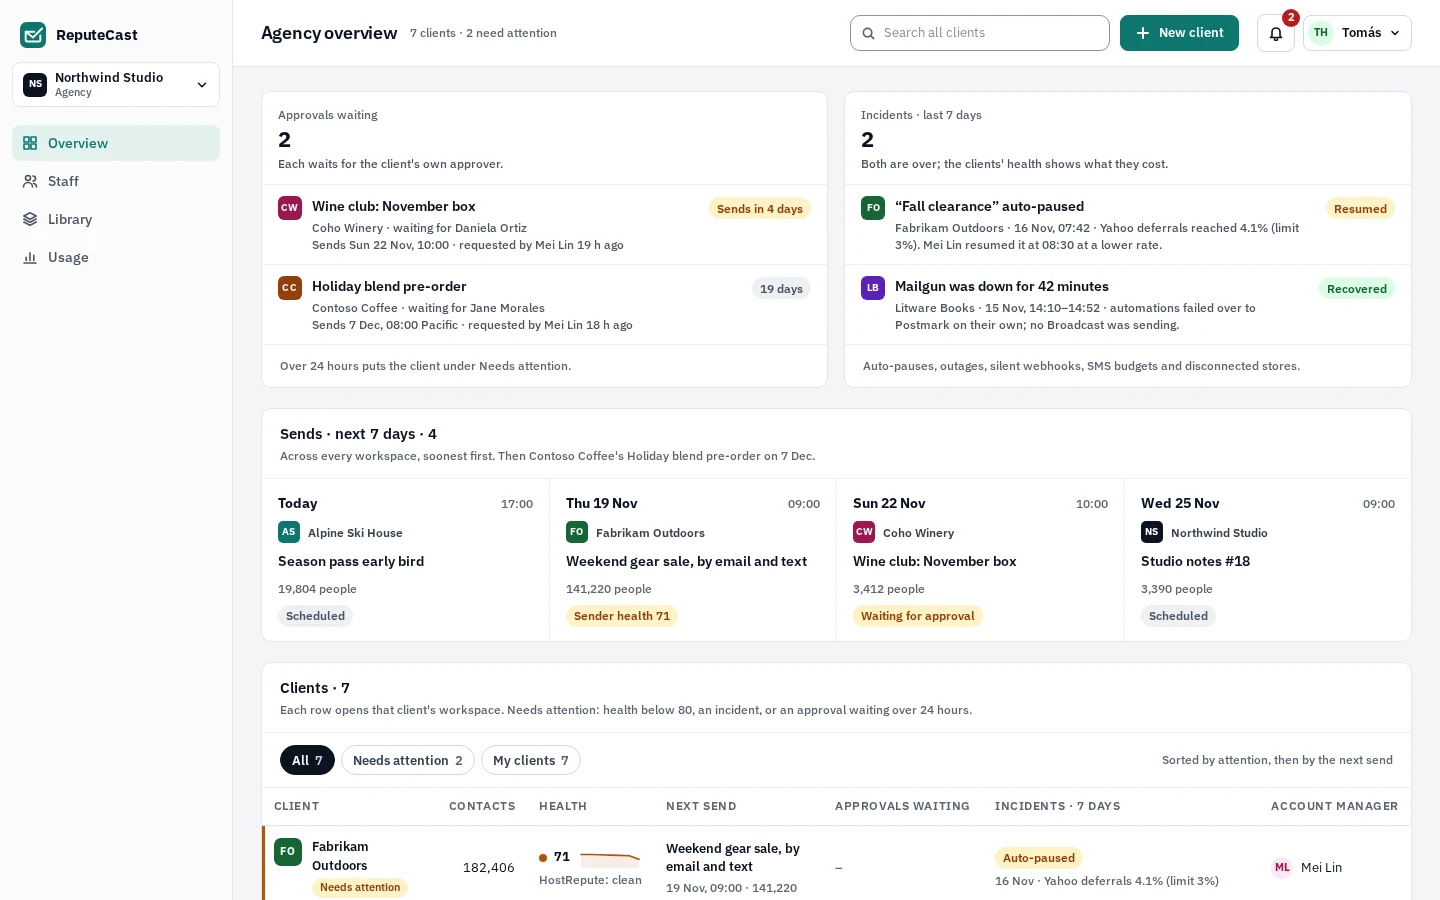 ReputeCast
NS
Northwind Studio
Agency
Overview
Staff
Library
Usage
Agency overview
7 clients · 2 need attention
Search all clients
New client
2
TH
Tomás
Approvals waiting
2
Each waits for the client's own approver.
CW
Wine club: November box
Sends in 4 days
Coho Winery · waiting for Daniela Ortiz
Sends Sun 22 Nov, 10:00 · requested by Mei Lin 19 h ago
CC
Holiday blend pre-order
19 days
Contoso Coffee · waiting for Jane Morales
Sends 7 Dec, 08:00 Pacific · requested by Mei Lin 18 h ago
Over 24 hours puts the client under Needs attention.
Incidents · last 7 days
2
Both are over; the clients' health shows what they cost.
FO
“Fall clearance” auto-paused
Resumed
Fabrikam Outdoors · 16 Nov, 07:42 · Yahoo deferrals reached 4.1% (limit
3%). Mei Lin resumed it at 08:30 at a lower rate.
LB
Mailgun was down for 42 minutes
Recovered
Litware Books · 15 Nov, 14:10–14:52 · automations failed over to
Postmark on their own; no Broadcast was sending.
Auto-pauses, outages, silent webhooks, SMS budgets and disconnected stores.
Sends · next 7 days · 4
Across every workspace, soonest first. Then Contoso Coffee's Holiday blend pre-order on 7 Dec.
Today
17:00
AS
Alpine Ski House
Season pass early bird
19,804 people
Scheduled
Thu 19 Nov
09:00
FO
Fabrikam Outdoors
Weekend gear sale, by email and text
141,220 people
Sender health 71
Sun 22 Nov
10:00
CW
Coho Winery
Wine club: November box
3,412 people
Waiting for approval
Wed 25 Nov
09:00
NS
Northwind Studio
Studio notes #18
3,390 people
Scheduled
Clients · 7
Each row opens that client's workspace. Needs attention: health below 80, an incident, or an approval waiting over 24 hours.
All 7
Needs attention 2
My clients 7
Sorted by attention, then by the next send
CLIENT
CONTACTS
HEALTH
NEXT SEND
APPROVALS WAITING
INCIDENTS · 7 DAYS
ACCOUNT MANAGER
FO
Fabrikam
Outdoors
Needs attention
182,406
71
HostRepute: clean
Weekend gear sale, by
email and text
19 Nov, 09:00 · 141,220
–
Auto-paused
16 Nov · Yahoo deferrals 4.1% (limit 3%)
ML
Mei Lin